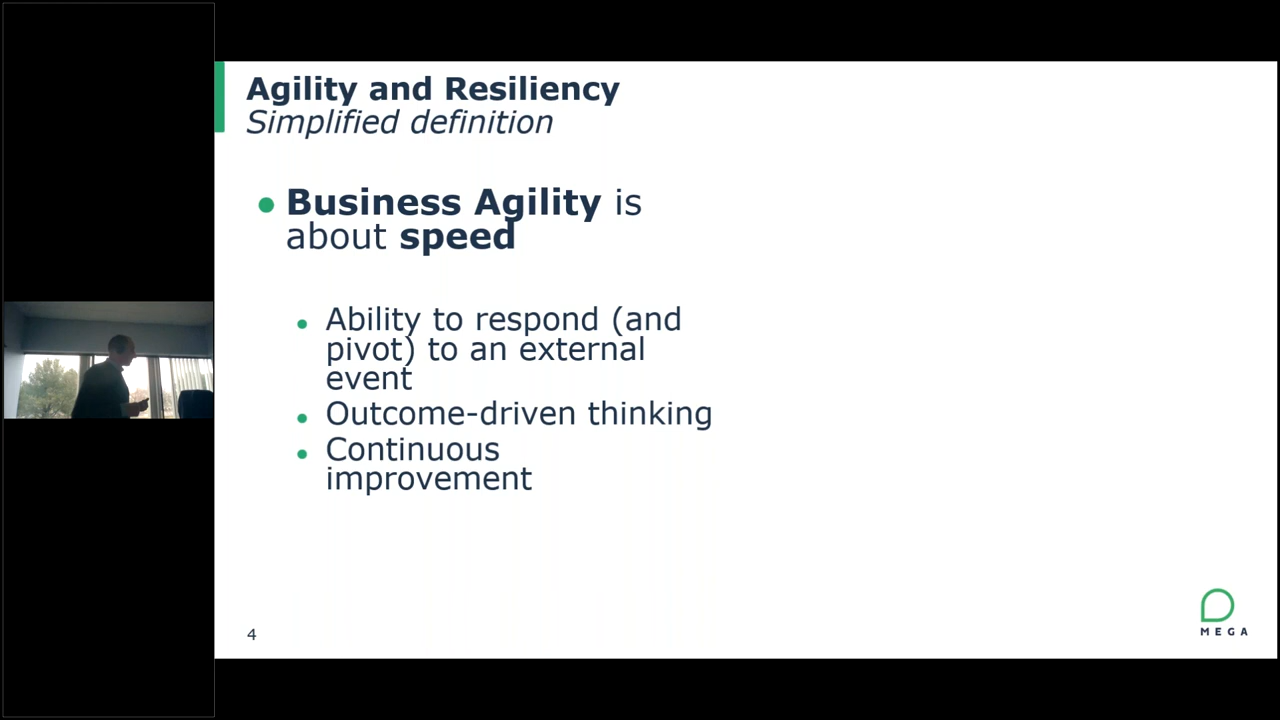 Agility and Resiliency
Simplified definition
● Business Agility is
about speed
● Ability to respond (and
pivot) to an external
event
● Outcome-driven thinking
● Continuous
improvement
4
MEGA